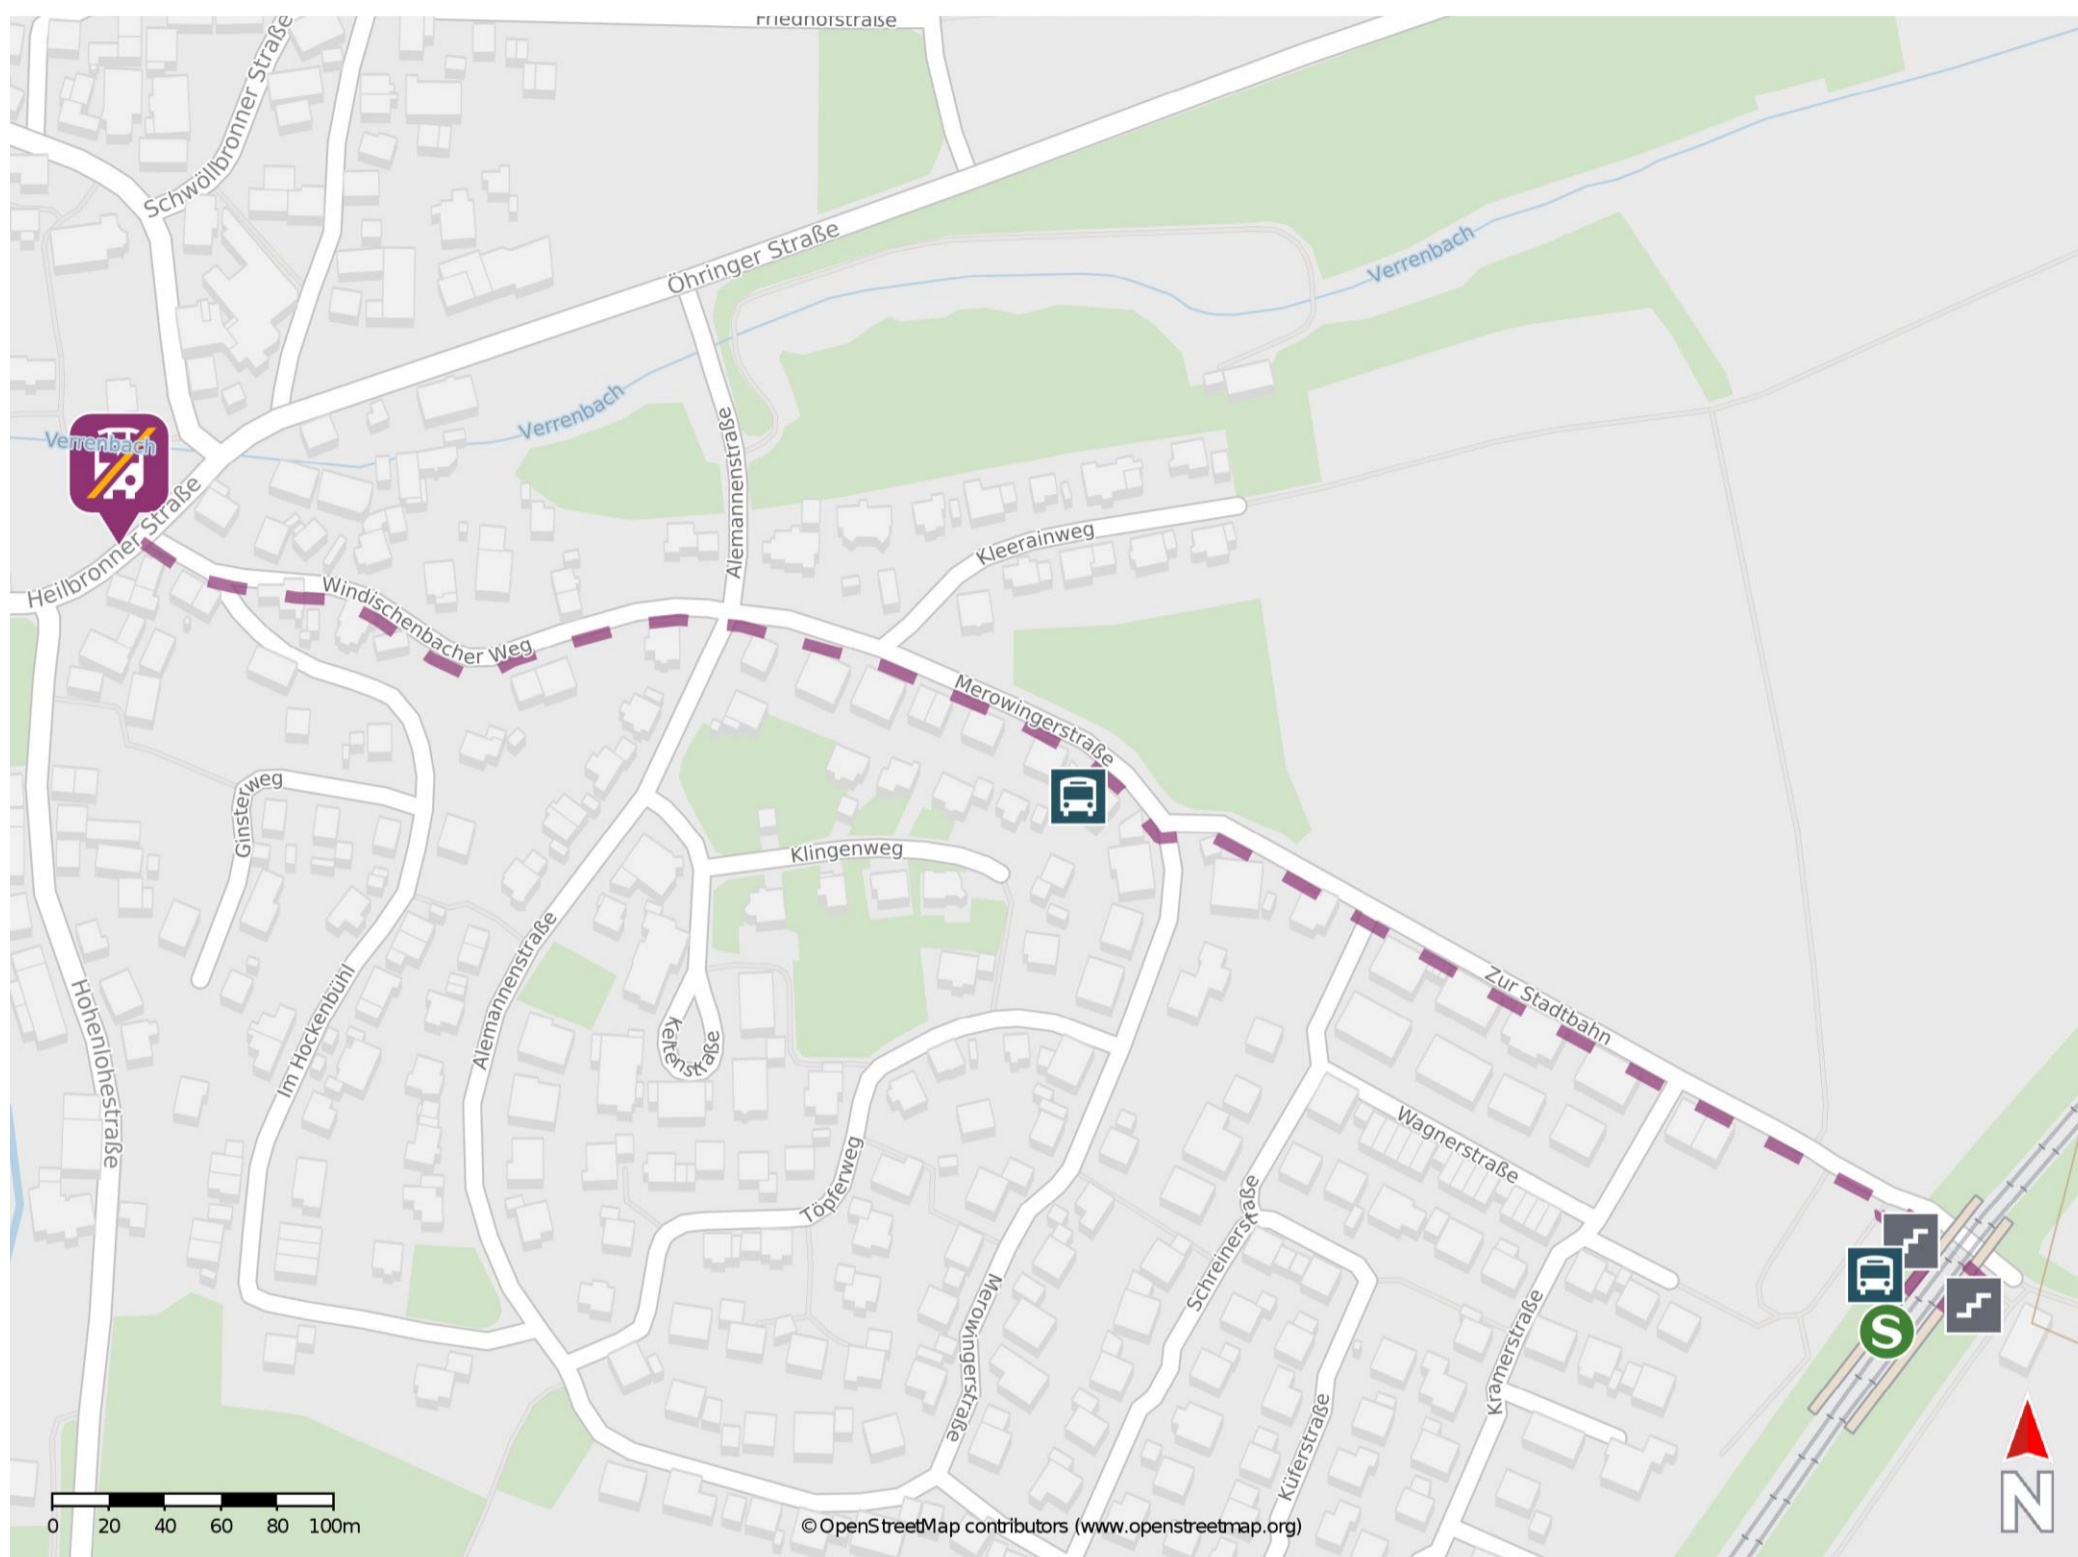 Friedhofstraße
Schwöllbronner Straße
Öhringer Straße
Verrenbach
Verrenbach
Verrenbach
Alemannenstraße
Heilbronner Straße
Windischenbacher Weg
Kleerainweg
Merowingerstraße
Ginsterweg
Klingenweg
Alemannenstraße
Hohenlohestraße
Im Hockenbühl
Keltenstraße
Zur Stadtbahn
Wagnerstraße
Töpferweg
Schreinerstraße
Merowingerstraße
Kramerstraße
Küferstraße
S
N
0 20 40 60 80 100m
© OpenStreetMap contributors (www.openstreetmap.org)